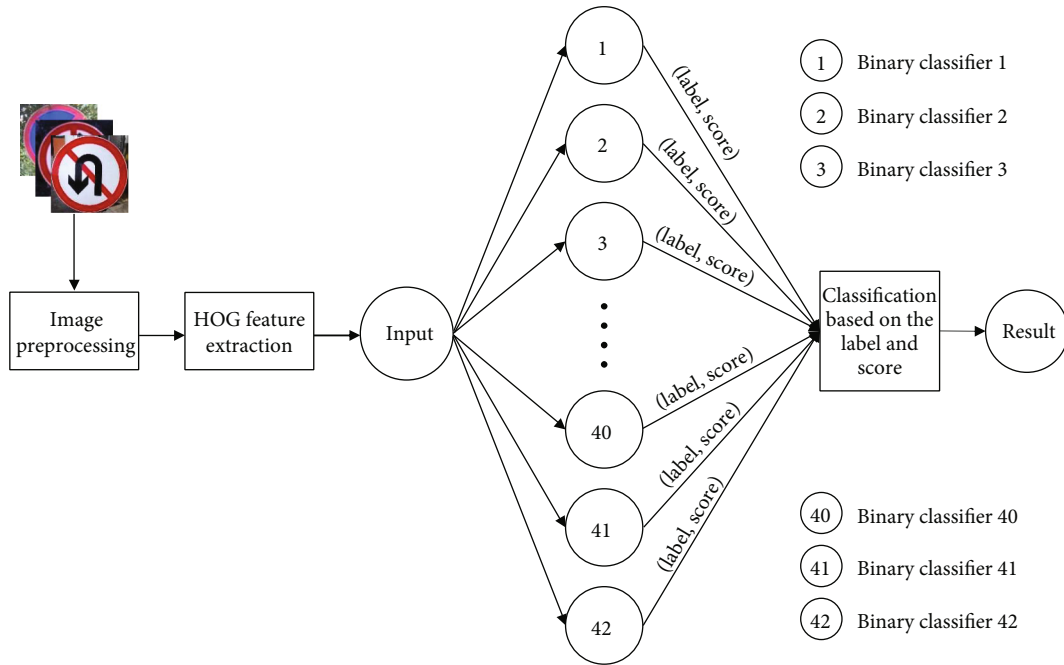 Image
preprocessing
HOG feature
extraction
Input
1
2
3
40
41
42
(label, score)
(label, score)
(label, score)
(label, score)
(label, score)
(label, score)
Classification
based on the
label and
score
Result
1 Binary classifier 1
2 Binary classifier 2
3 Binary classifier 3
40 Binary classifier 40
41 Binary classifier 41
42 Binary classifier 42